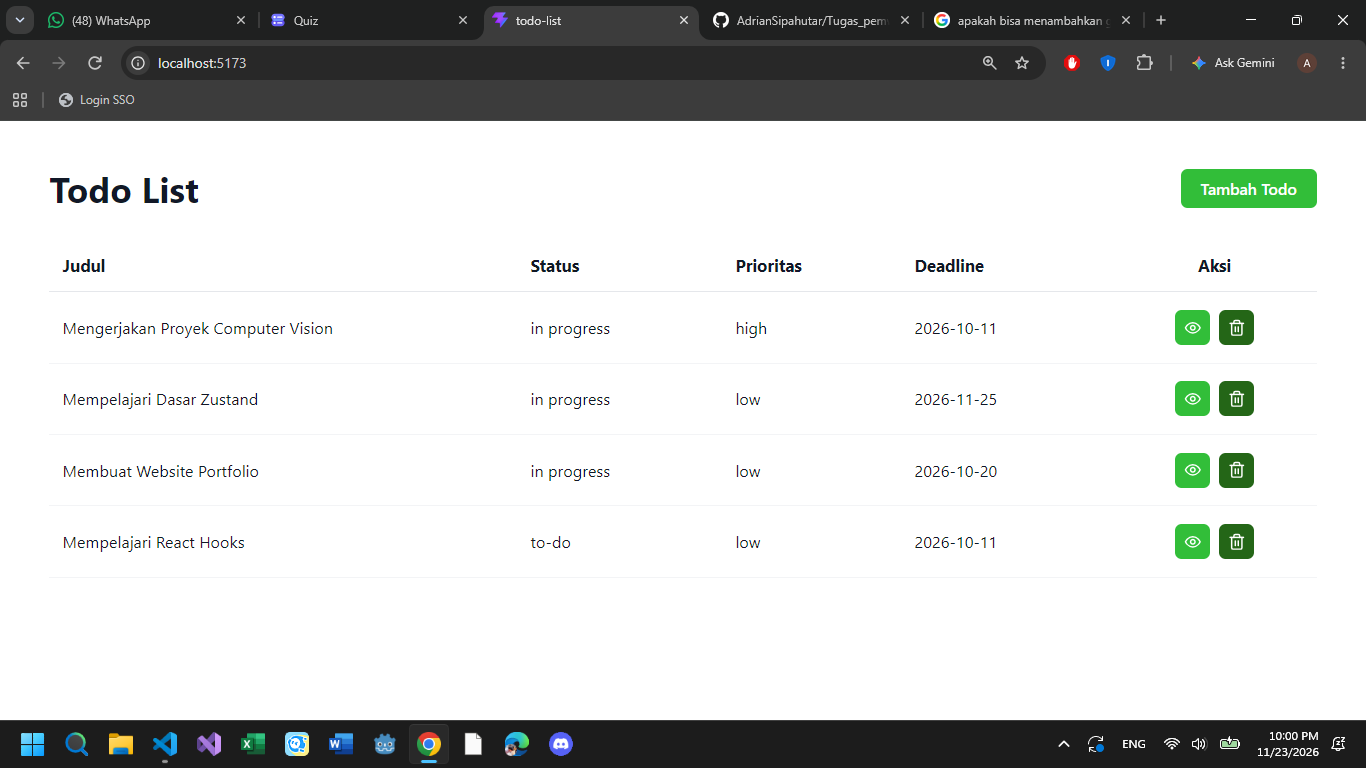 (48) WhatsApp
Quiz
todo-list
AdrianSipahutar/Tugas_pem
apakah bisa menambahkan
localhost:5173
Ask Gemini
A
Login SSO
Todo List
Tambah Todo
Judul Status Prioritas Deadline Aksi
Mengerjakan Proyek Computer Vision in progress high 2026-10-11
Mempelajari Dasar Zustand in progress low 2026-11-25
Membuat Website Portfolio in progress low 2026-10-20
Mempelajari React Hooks to-do low 2026-10-11
ENG
10:00 PM
11/23/2026